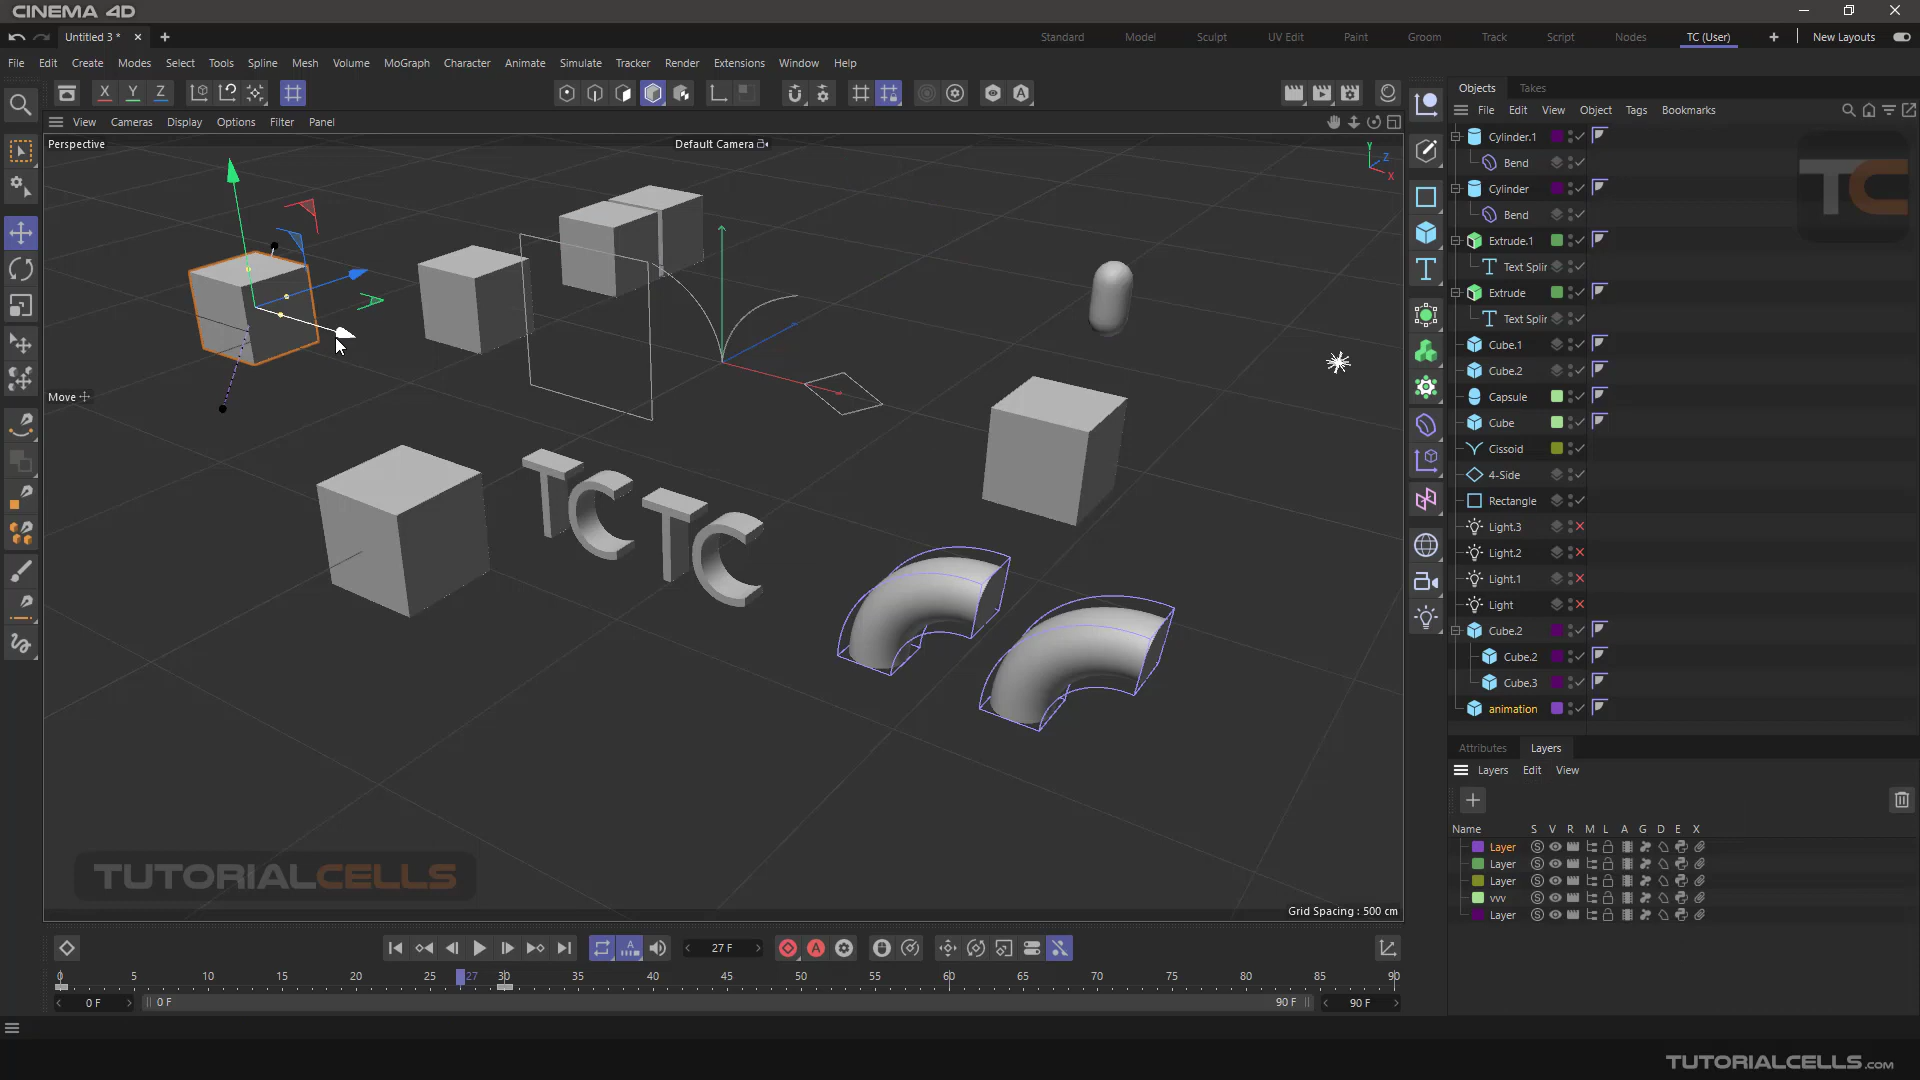 CINEMA 4D
Untitled 3 *
Standard Model Sculpt UV Edit Paint Groom Track Script Nodes TC (User) New Layouts
File Edit Create Modes Select Tools Spline Mesh Volume MoGraph Character Animate Simulate Tracker Render Extensions Window Help
X Y Z
Objects Takes
View Cameras Display Options Filter Panel
File Edit View Object Tags Bookmarks
Perspective
Default Camera
Y Z X
Cylinder.1
Bend
TC
Cylinder
Bend
Extrude.1
Text Splin
Extrude
Text Splin
Cube.1
Cube.2
Capsule
Cube
Cissoid
4-Side
Rectangle
Light.3
Light.2
Light.1
Light
Cube.2
Cube.2
Cube.3
animation
Move
TC TC
Attributes Layers
Layers Edit View
Name S V R M L A G D E X
Layer
Layer
Layer
vvv
Layer
TUTORIALCELLS
Grid Spacing : 500 cm
27 F
0 5 10 15 20 25 27 30 35 40 45 50 55 60 65 70 75 80 85 90
0 F 0 F 90 F 90 F
TUTORIALCELLS.COM